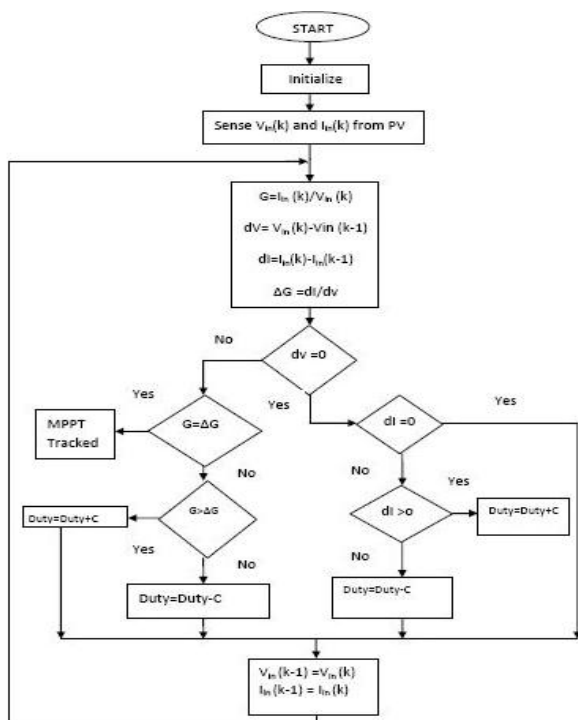 START
Initialize
Sense Vin(k) and Iin(k) from PV
G=Iin (k)/Vin (k)
dV= Vin (k)-Vin (k-1)
dI=Iin(k)-Iin(k-1)
ΔG =dI/dv
No
dv =0
Yes
Yes
Yes
MPPT
Tracked
G=ΔG
dI =0
No
No
Yes
Duty=Duty+C
G>ΔG
dI >o
Duty=Duty+C
Yes
No
No
Duty=Duty-C
Duty=Duty-C
Vin (k-1) =Vin (k)
Iin (k-1) = Iin (k)